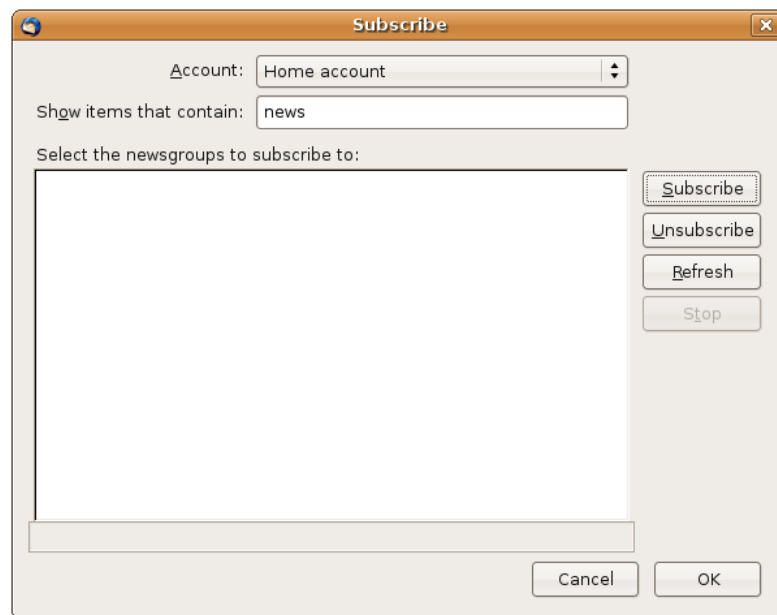 Subscribe
Account: Home account
Show items that contain: news
Select the newsgroups to subscribe to:
Subscribe
Unsubscribe
Refresh
Stop
Cancel OK